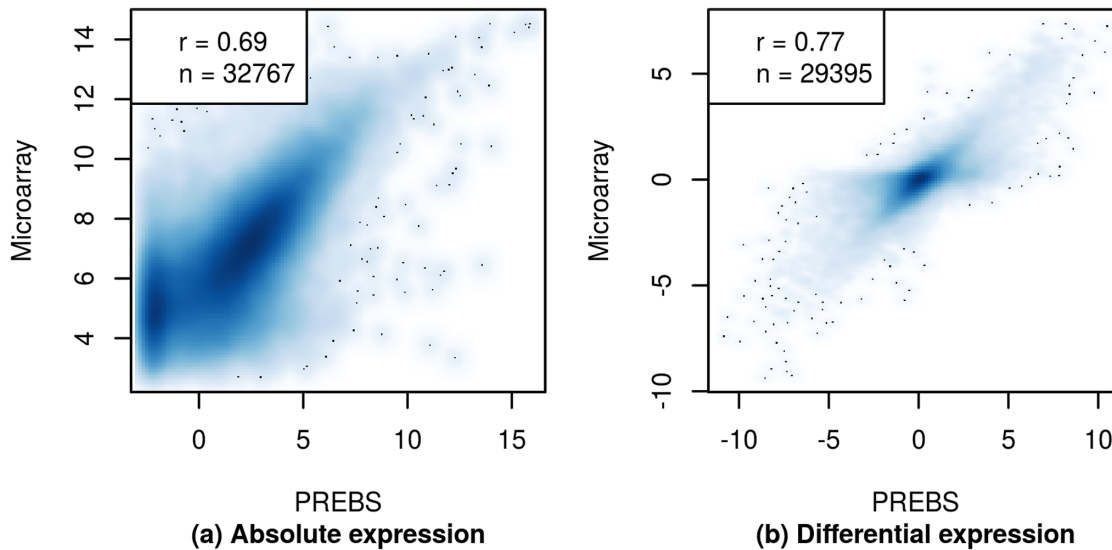 r = 0.69
n = 32767
Microarray
14
12
10
8
6
4
0
5
10
15
PREBS
(a) Absolute expression
r = 0.77
n = 29395
Microarray
5
0
-5
-10
-10
-5
0
5
10
PREBS
(b) Differential expression